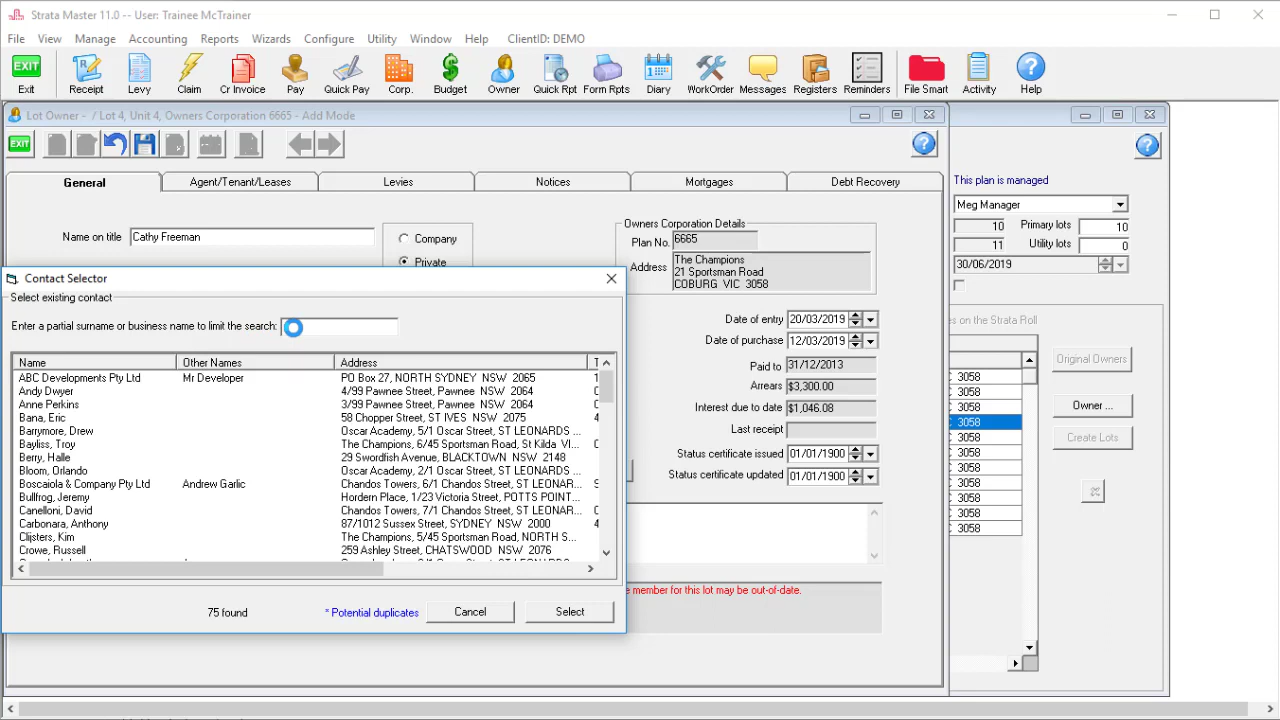 Strata Master 11.0 -- User: Trainee McTrainer
File View Manage Accounting Reports Wizards Configure Utility Window Help ClientID: DEMO
EXIT
Exit Receipt Levy Claim Cr Invoice Pay Quick Pay Corp. Budget Owner Quick Rpt Form Rpts Diary WorkOrder Messages Registers Reminders File Smart Activity Help
Lot Owner - / Lot 4, Unit 4, Owners Corporation 6665 - Add Mode
EXIT
General Agent/Tenant/Leases Levies Notices Mortgages Debt Recovery
This plan is managed
Meg Manager
10 Primary lots 10
11 Utility lots 0
30/06/2019
Name on title Cathy Freeman
Company
Private
Owners Corporation Details
Plan No. 6665
Address The Champions
21 Sportsman Road
COBURG VIC 3058
Date of entry 20/03/2019
Date of purchase 12/03/2019
Paid to 31/12/2013
Arrears $3,300.00
Interest due to date $1,046.08
Last receipt
Status certificate issued 01/01/1900
Status certificate updated 01/01/1900
e member for this lot may be out-of-date.
es on the Strata Roll
C 3058
C 3058
C 3058
C 3058
C 3058
C 3058
C 3058
C 3058
C 3058
C 3058
C 3058
Original Owners
Owner ...
Create Lots
Contact Selector
Select existing contact
Enter a partial surname or business name to limit the search:
Name Other Names Address T
ABC Developments Pty Ltd Mr Developer PO Box 27, NORTH SYDNEY NSW 2065 1
Andy Dwyer 4/99 Pawnee Street, Pawnee NSW 2064 0
Anne Perkins 3/99 Pawnee Street, Pawnee NSW 2064 0
Bana, Eric 58 Chopper Street, ST IVES NSW 2075 4
Barrymore, Drew Oscar Academy, 5/1 Oscar Street, ST LEONARDS
Bayliss, Troy The Champions, 6/45 Sportsman Road, St Kilda VI... 0
Berry, Halle 29 Swordfish Avenue, BLACKTOWN NSW 2148
Bloom, Orlando Oscar Academy, 2/1 Oscar Street, ST LEONARDS ...
Boscaiola & Company Pty Ltd Andrew Garlic Chandos Towers, 6/1 Chandos Street, ST LEONAR... 9
Bullfrog, Jeremy Hordern Place, 1/23 Victoria Street, POTTS POINT...
Canelloni, David Chandos Towers, 7/1 Chandos Street, ST LEONAR... 0
Carbonara, Anthony 87/1012 Sussex Street, SYDNEY NSW 2000 4
Clijsters, Kim The Champions, 5/45 Sportsman Road, NORTH S...
Crowe, Russell 259 Ashley Street, CHATSWOOD NSW 2076
75 found * Potential duplicates Cancel Select